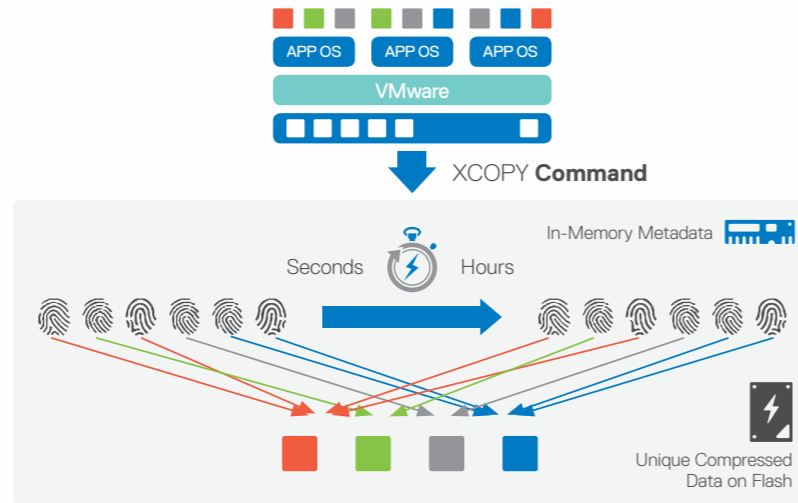 APP OS APP OS APP OS
VMware
XCOPY Command
In-Memory Metadata
Seconds Hours
Unique Compressed
Data on Flash